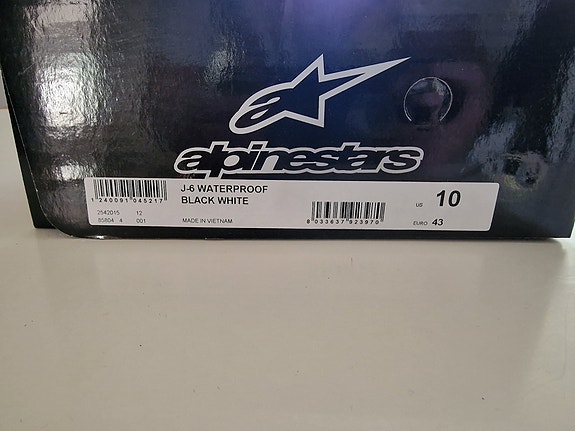 alpinestars
J-6 WATERPROOF
BLACK WHITE
1 240091 045217
2542015 12
65804 4 001
MADE IN VIETNAM
8 033637 923970
US 10
EURO 43